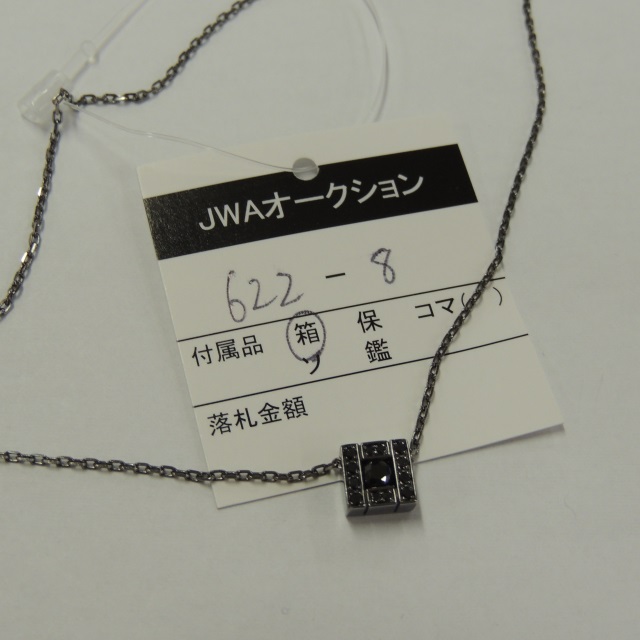 JWAオークション
622-8
付属品 箱 保 コマ( )
鑑
落札金額